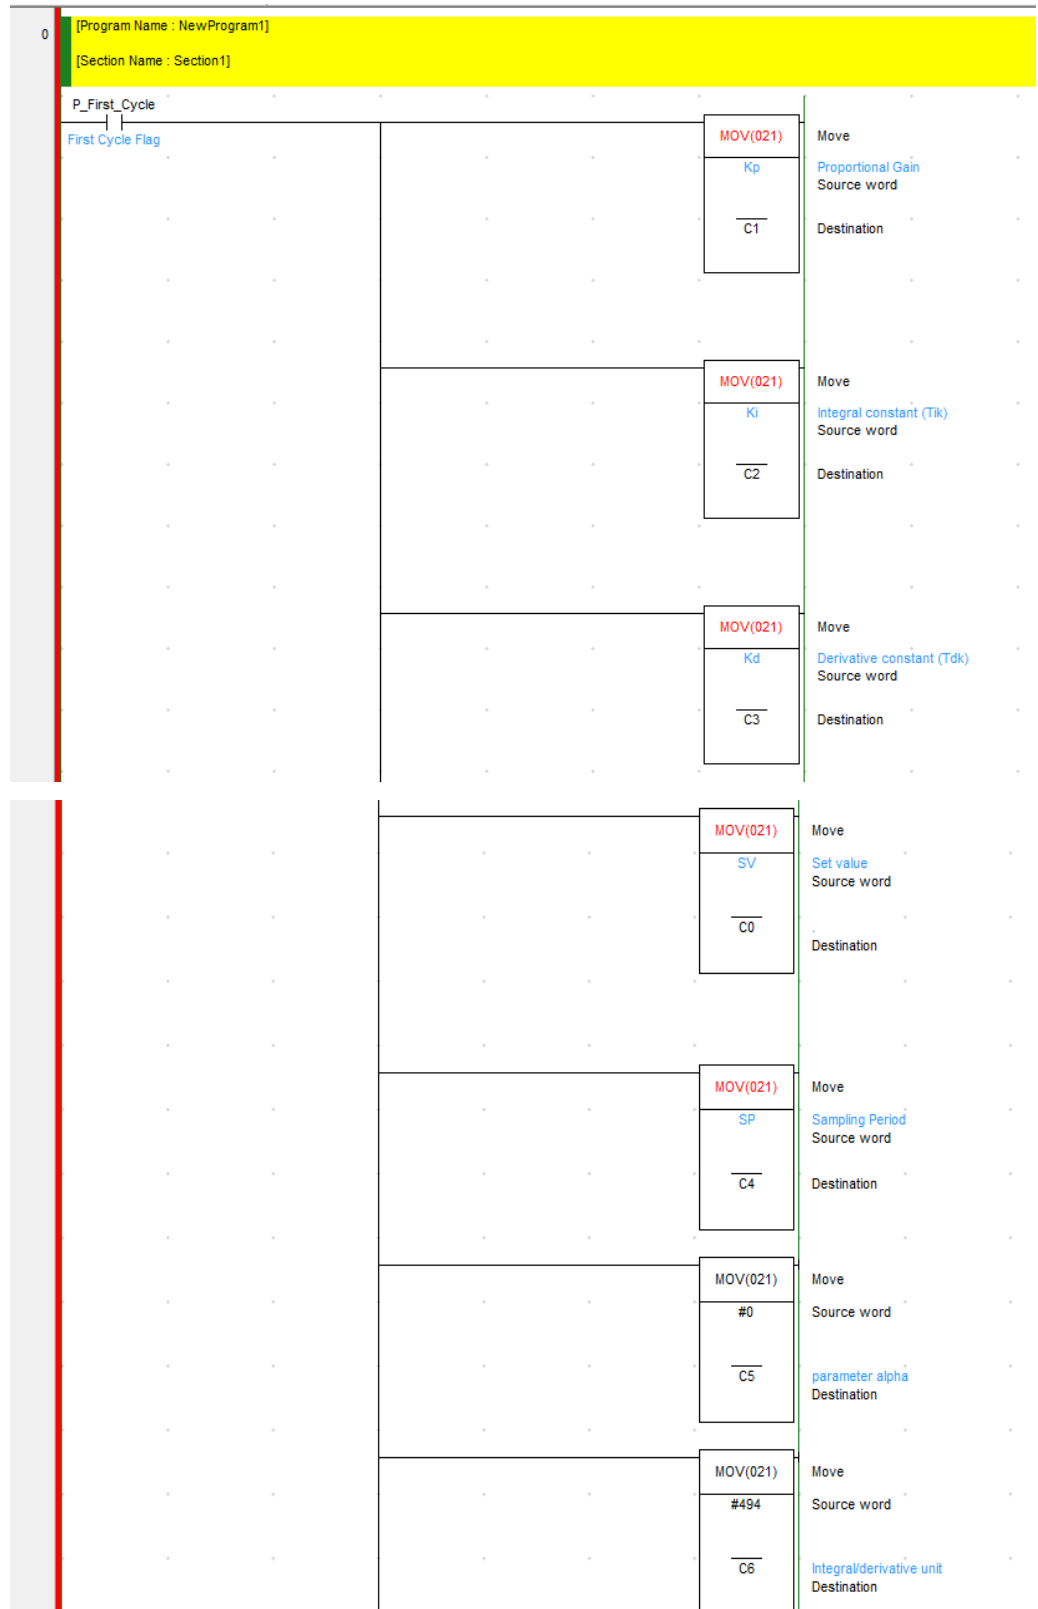 0
[Program Name : NewProgram1]
[Section Name : Section1]
P_First_Cycle
First Cycle Flag
MOV(021) Move
Kp Proportional Gain
Source word
C1 Destination
MOV(021) Move
Ki Integral constant (Tik)
Source word
C2 Destination
MOV(021) Move
Kd Derivative constant (Tdk)
Source word
C3 Destination
MOV(021) Move
SV Set value
Source word
C0 .
Destination
MOV(021) Move
SP Sampling Period
Source word
C4 Destination
MOV(021) Move
#0 Source word
C5 parameter alpha
Destination
MOV(021) Move
#494 Source word
C6 Integral/derivative unit
Destination